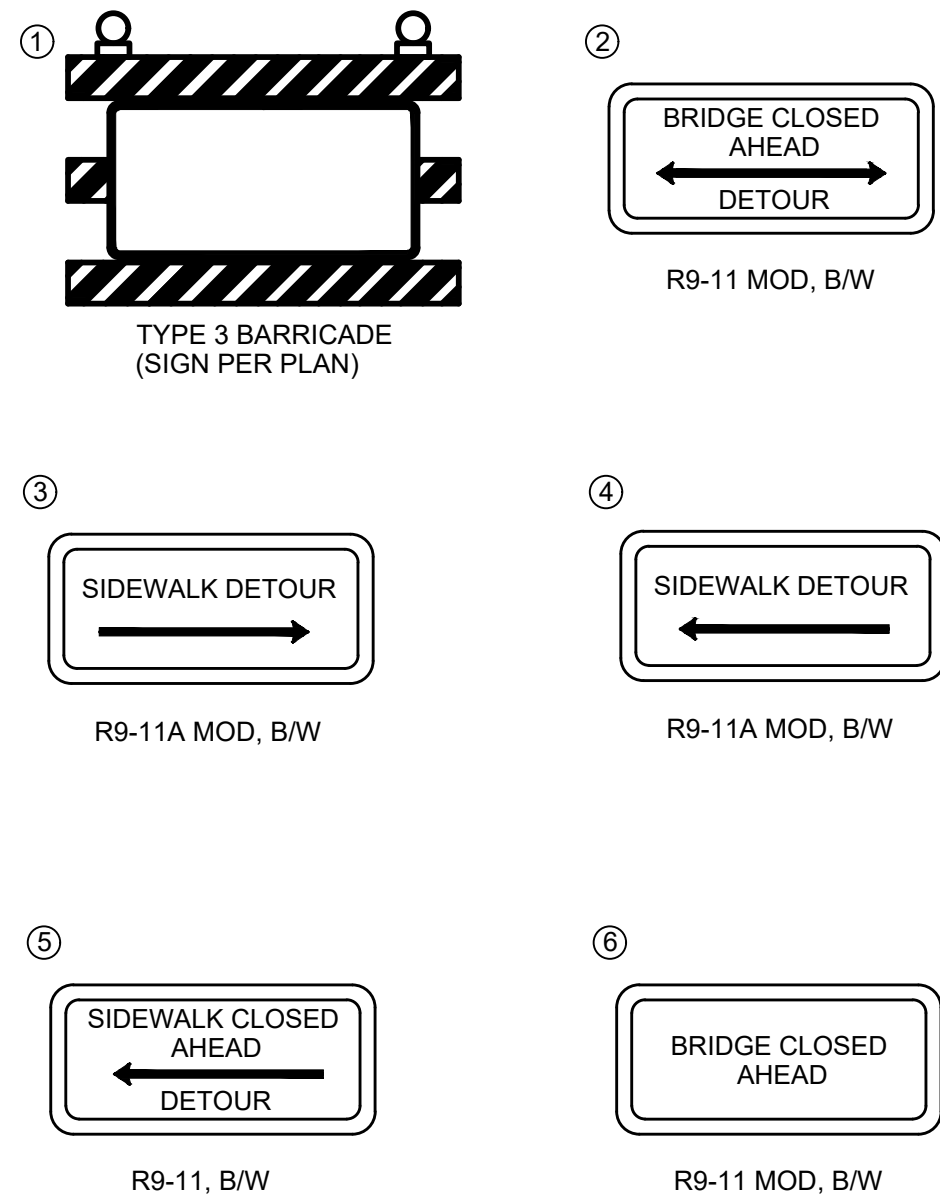 1
TYPE 3 BARRICADE
(SIGN PER PLAN)
2
BRIDGE CLOSED
AHEAD
DETOUR
R9-11 MOD, B/W
3
SIDEWALK DETOUR
R9-11A MOD, B/W
4
SIDEWALK DETOUR
R9-11A MOD, B/W
5
SIDEWALK CLOSED
AHEAD
DETOUR
R9-11, B/W
6
BRIDGE CLOSED
AHEAD
R9-11 MOD, B/W